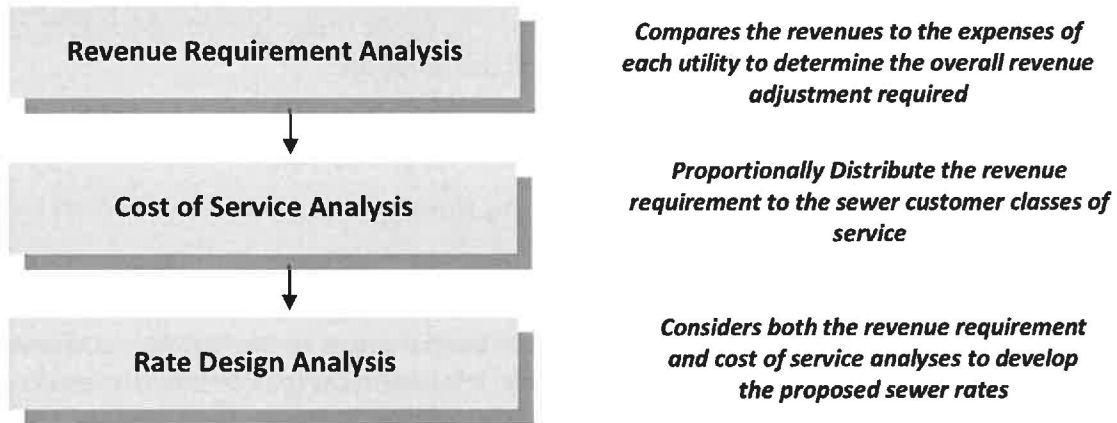 Revenue Requirement Analysis
Compares the revenues to the expenses of
each utility to determine the overall revenue
adjustment required
Cost of Service Analysis
Proportionally Distribute the revenue
requirement to the sewer customer classes of
service
Rate Design Analysis
Considers both the revenue requirement
and cost of service analyses to develop
the proposed sewer rates